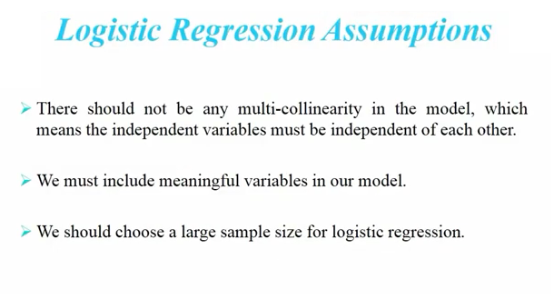 Logistic Regression Assumptions
➢ There should not be any multi-collinearity in the model, which
means the independent variables must be independent of each other.
➢ We must include meaningful variables in our model.
➢ We should choose a large sample size for logistic regression.